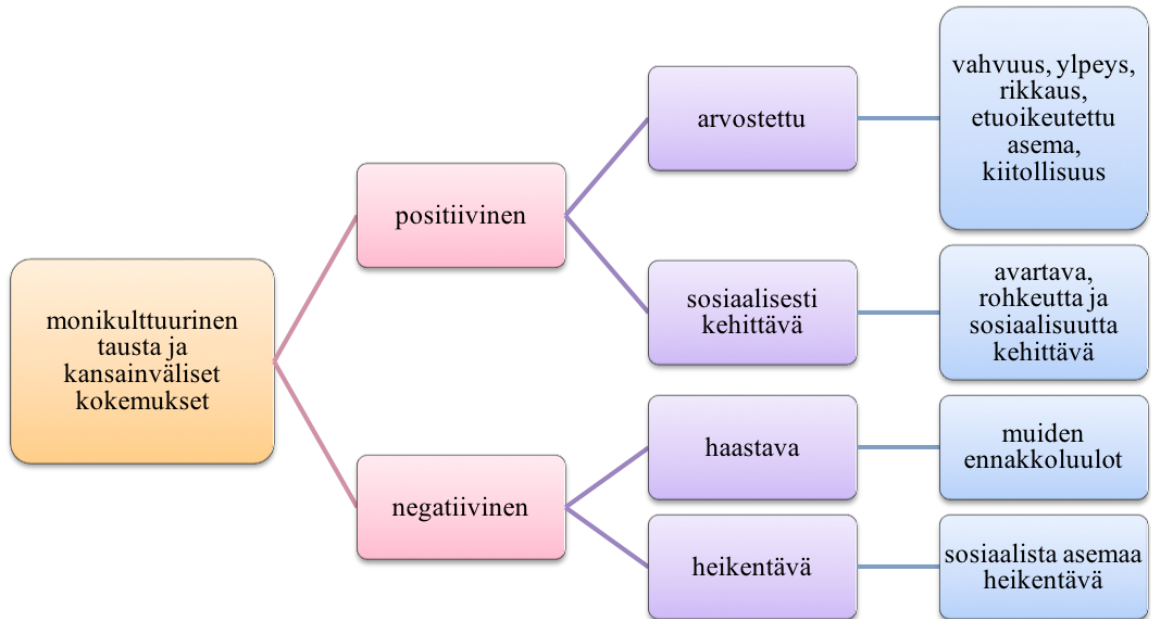 monikulttuurinen
tausta ja
kansainväliset
kokemukset
positiivinen
arvostettu
vahvuus, ylpeys,
rikkaus,
etuoikeutettu
asema,
kiitollisuus
sosiaalisesti
kehittävä
avartava,
rohkeutta ja
sosiaalisuutta
kehittävä
negatiivinen
haastava
muiden
ennakkoluulot
heikentävä
sosiaalista asemaa
heikentävä